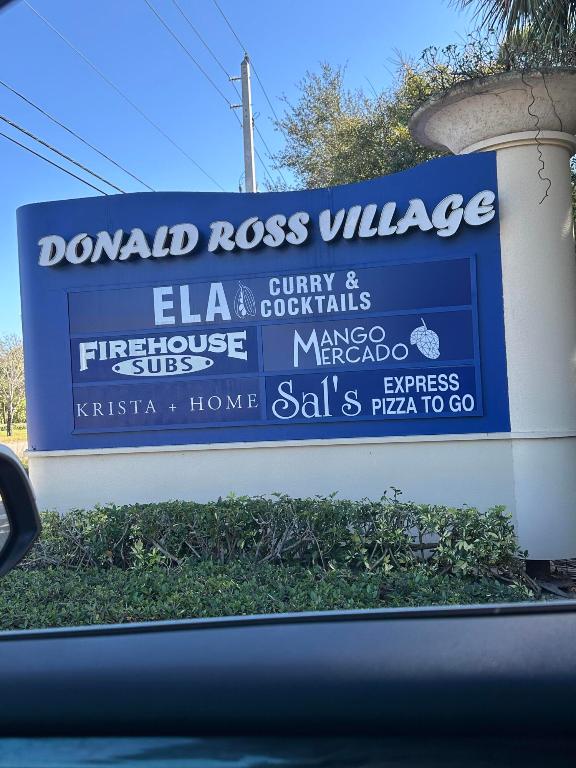 DONALD ROSS VILLAGE
ELA CURRY &
COCKTAILS
FIREHOUSE
SUBS
MANGO
MERCADO
KRISTA + HOME
Sal's EXPRESS
PIZZA TO GO